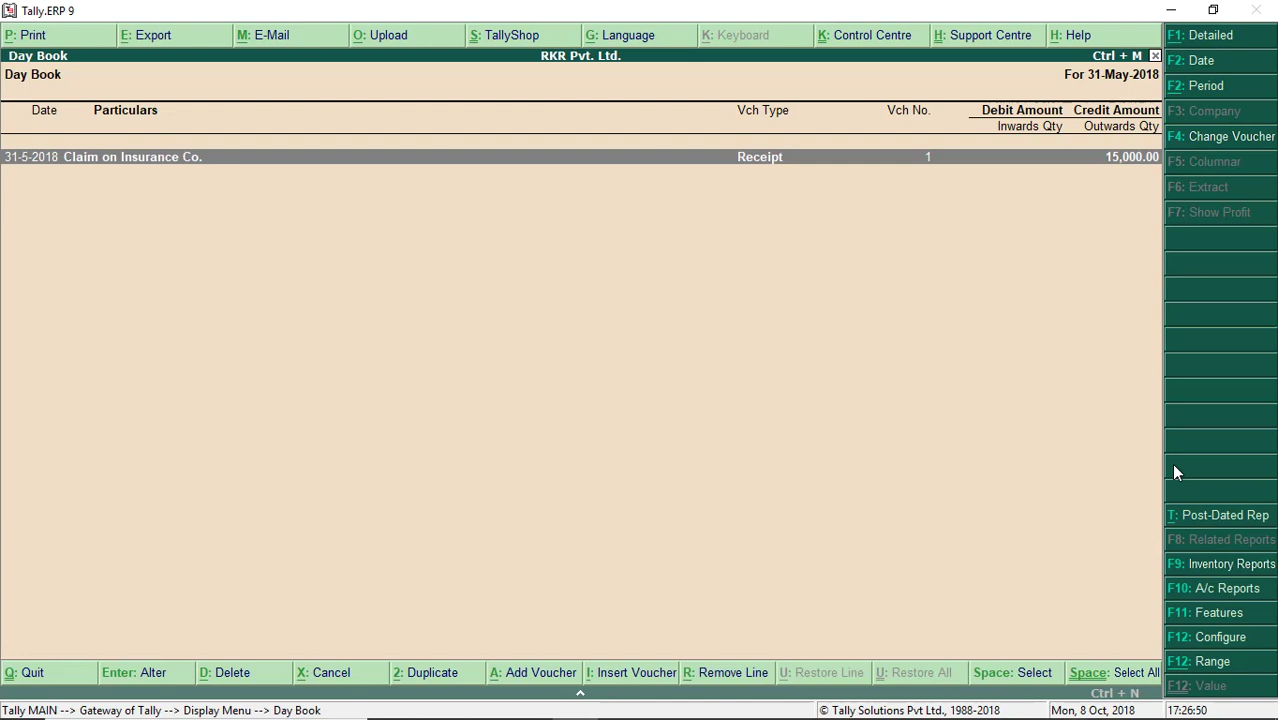 Tally.ERP 9
P: Print E: Export M: E-Mail O: Upload S: TallyShop G: Language K: Keyboard K: Control Centre H: Support Centre H: Help
Day Book RKR Pvt. Ltd. Ctrl + M
Day Book For 31-May-2018
Date Particulars Vch Type Vch No. Debit Amount Credit Amount
Inwards Qty Outwards Qty
31-5-2018 Claim on Insurance Co. Receipt 1 15,000.00
F1: Detailed
F2: Date
F2: Period
F3: Company
F4: Change Voucher
F5: Columnar
F6: Extract
F7: Show Profit
T: Post-Dated Rep
F8: Related Reports
F9: Inventory Reports
F10: A/c Reports
F11: Features
F12: Configure
F12: Range
F12: Value
Q: Quit Enter: Alter D: Delete X: Cancel 2: Duplicate A: Add Voucher I: Insert Voucher R: Remove Line U: Restore Line U: Restore All Space: Select Space: Select All
Ctrl + N
Tally MAIN --> Gateway of Tally --> Display Menu --> Day Book © Tally Solutions Pvt Ltd., 1988-2018 Mon, 8 Oct, 2018 17:26:50